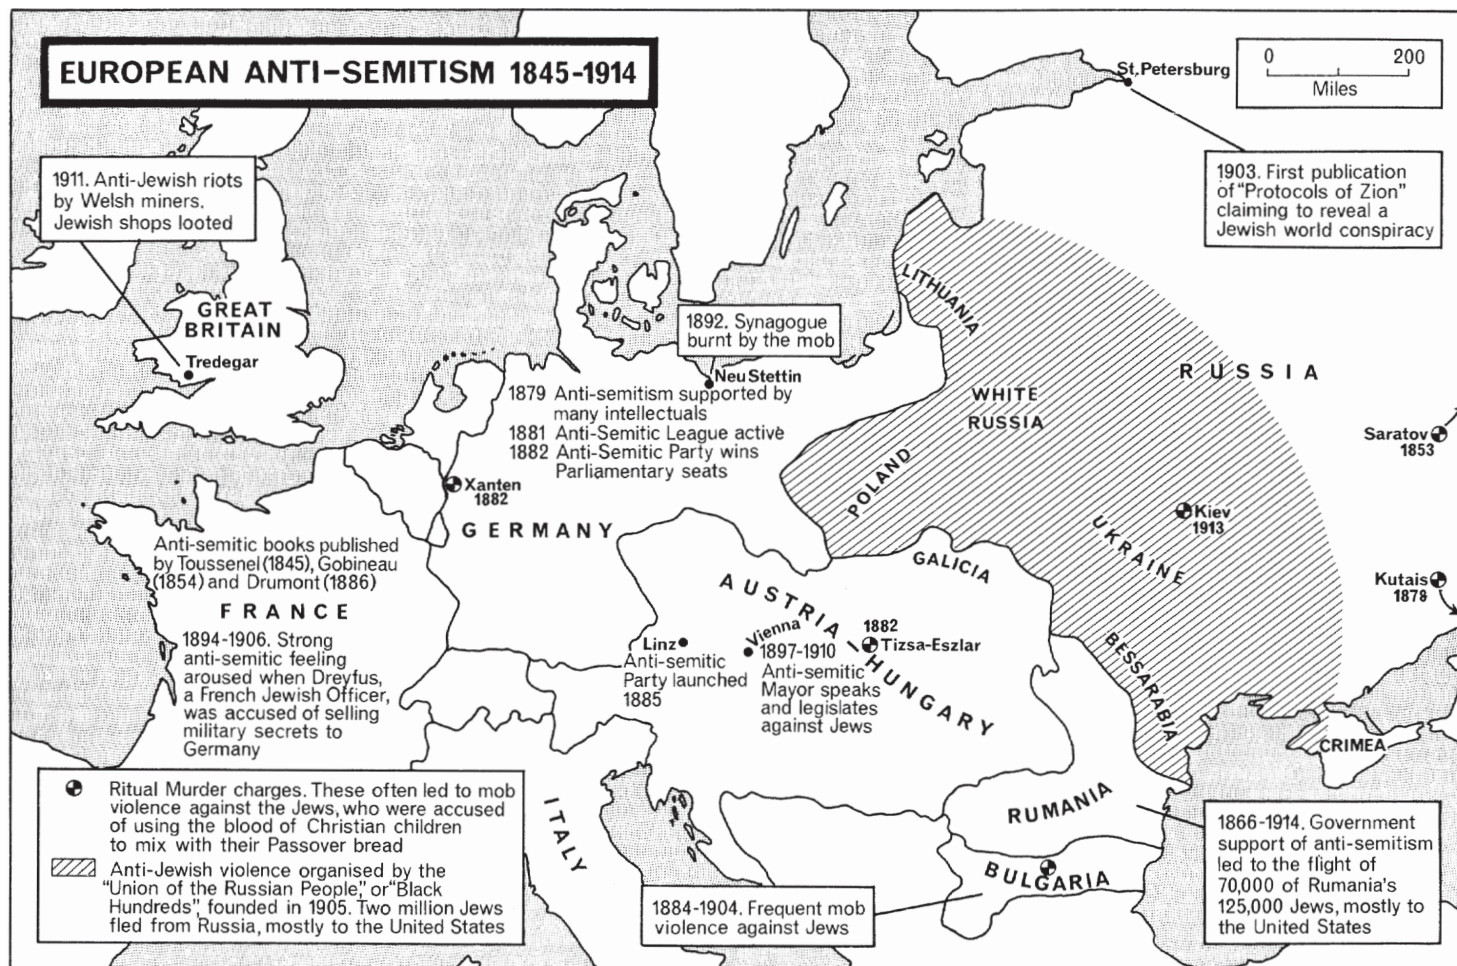 EUROPEAN ANTI-SEMITISM 1845-1914
0 200
Miles
St. Petersburg
1903. First publication
of "Protocols of Zion"
claiming to reveal a
Jewish world conspiracy
1911. Anti-Jewish riots
by Welsh miners.
Jewish shops looted
GREAT
BRITAIN
Tredegar
1892. Synagogue
burnt by the mob
Neu Stettin
1879 Anti-semitism supported by
many intellectuals
1881 Anti-Semitic League active
1882 Anti-Semitic Party wins
Parliamentary seats
LITHUANIA
WHITE
RUSSIA
RUSSIA
POLAND
Saratov
1853
Xanten
1882
GERMANY
Kiev
1913
UKRAINE
GALICIA
Kutais
1878
Anti-semitic books published
by Toussenel (1845), Gobineau
(1854) and Drumont (1886)
FRANCE
1894-1906. Strong
anti-semitic feeling
aroused when Dreyfus,
a French Jewish Officer,
was accused of selling
military secrets to
Germany
AUSTRIA-HUNGARY
Linz
Anti-semitic
Party launched
1885
Vienna
1897-1910
Anti-semitic
Mayor speaks
and legislates
against Jews
1882
Tizsa-Eszlar
BESSARABIA
CRIMEA
ITALY
RUMANIA
BULGARIA
Ritual Murder charges. These often led to mob
violence against the Jews, who were accused
of using the blood of Christian children
to mix with their Passover bread
Anti-Jewish violence organised by the
"Union of the Russian People," or "Black
Hundreds", founded in 1905. Two million Jews
fled from Russia, mostly to the United States
1884-1904. Frequent mob
violence against Jews
1866-1914. Government
support of anti-semitism
led to the flight of
70,000 of Rumania's
125,000 Jews, mostly to
the United States